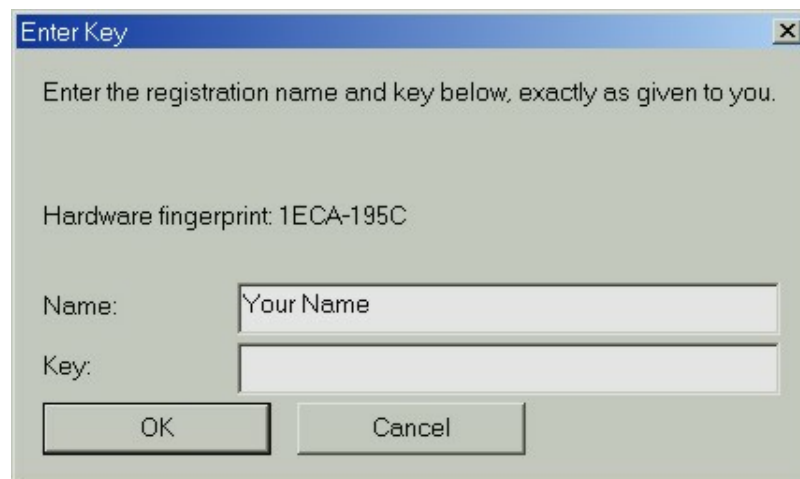 Enter Key
Enter the registration name and key below, exactly as given to you.
Hardware fingerprint: 1ECA-195C
Name:
Your Name
Key:
OK
Cancel